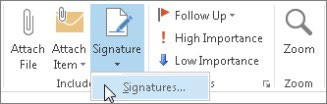 Attach File
Attach Item
Signature
Follow Up
High Importance
Low Importance
Zoom
Include
Zoom
Signatures...